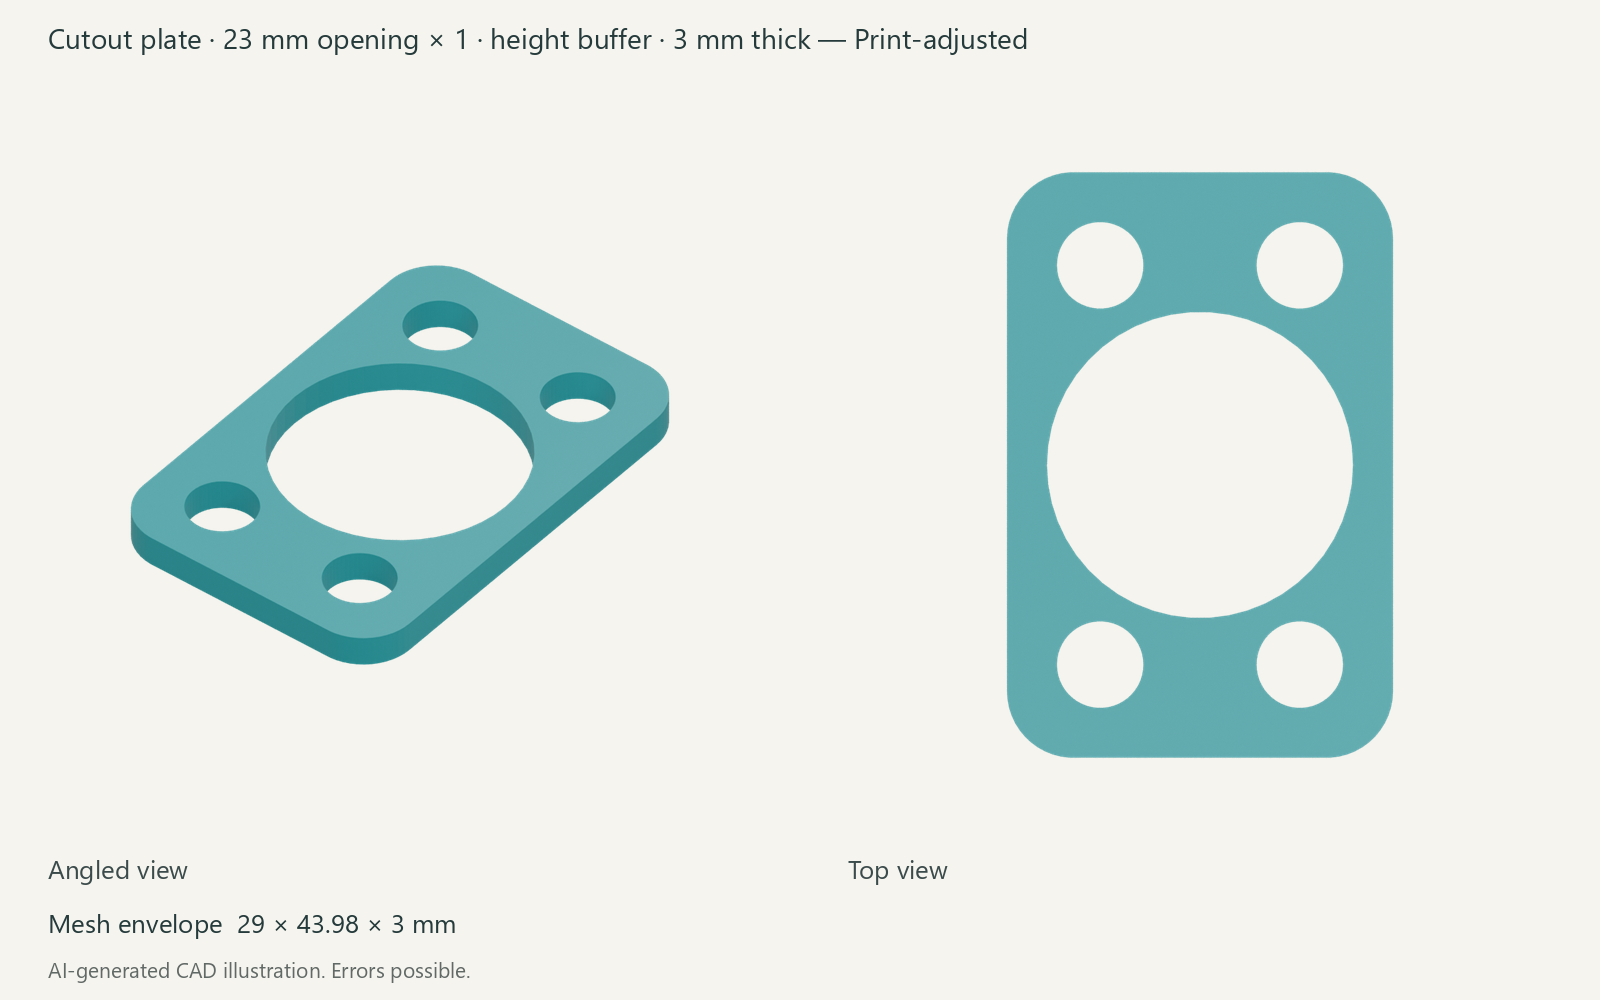 Cutout plate · 23 mm opening × 1 · height buffer · 3 mm thick — Print-adjusted
Angled view
Top view
Mesh envelope  29 × 43.98 × 3 mm
AI-generated CAD illustration. Errors possible.